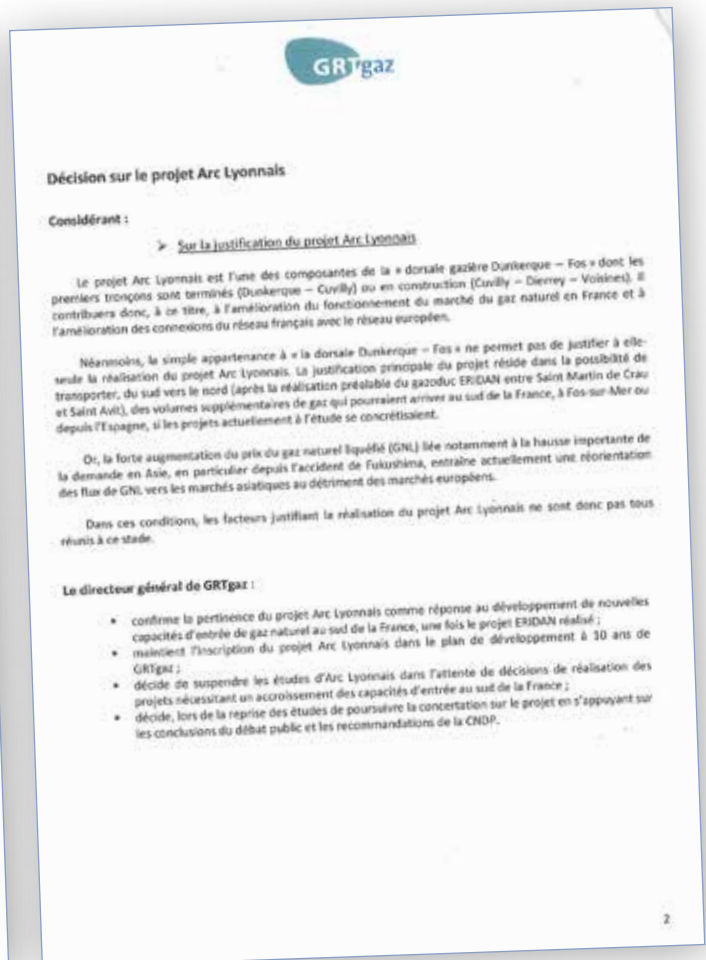 GRTgaz
Décision sur le projet Arc Lyonnais
Considérant :
➢ Sur la justification du projet Arc Lyonnais
Le projet Arc Lyonnais est l'une des composantes de la « dorsale gazière Dunkerque – Fos » dont les
premiers tronçons sont terminés (Dunkerque – Cuvilly) ou en construction (Cuvilly – Dierrey – Voisines). Il
contribuera donc, à ce titre, à l'amélioration du fonctionnement du marché du gaz naturel en France et à
l'amélioration des connexions du réseau français avec le réseau européen.
Néanmoins, la simple appartenance à « la dorsale Dunkerque – Fos » ne permet pas de justifier à elle-
seule la réalisation du projet Arc Lyonnais. La justification principale du projet réside dans la possibilité de
transporter, du sud vers le nord (après la réalisation préalable du gazoduc ERIDAN entre Saint Martin de Crau
et Saint Avit), des volumes supplémentaires de gaz qui pourraient arriver au sud de la France, à Fos-sur-Mer ou
depuis l'Espagne, si les projets actuellement à l'étude se concrétisaient.
Or, la forte augmentation du prix du gaz naturel liquéfié (GNL) liée notamment à la hausse importante de
la demande en Asie, en particulier depuis l'accident de Fukushima, entraîne actuellement une réorientation
des flux de GNL vers les marchés asiatiques au détriment des marchés européens.
Dans ces conditions, les facteurs justifiant la réalisation du projet Arc Lyonnais ne sont donc pas tous
réunis à ce stade.
Le directeur général de GRTgaz :
• confirme la pertinence du projet Arc Lyonnais comme réponse au développement de nouvelles
capacités d'entrée de gaz naturel au sud de la France, une fois le projet ERIDAN réalisé ;
• maintient l'inscription du projet Arc Lyonnais dans le plan de développement à 10 ans de
GRTgaz ;
• décide de suspendre les études d'Arc Lyonnais dans l'attente de décisions de réalisation des
projets nécessitant un accroissement des capacités d'entrée au sud de la France ;
• décide, lors de la reprise des études de poursuivre la concertation sur le projet en s'appuyant sur
les conclusions du débat public et les recommandations de la CNDP.
2